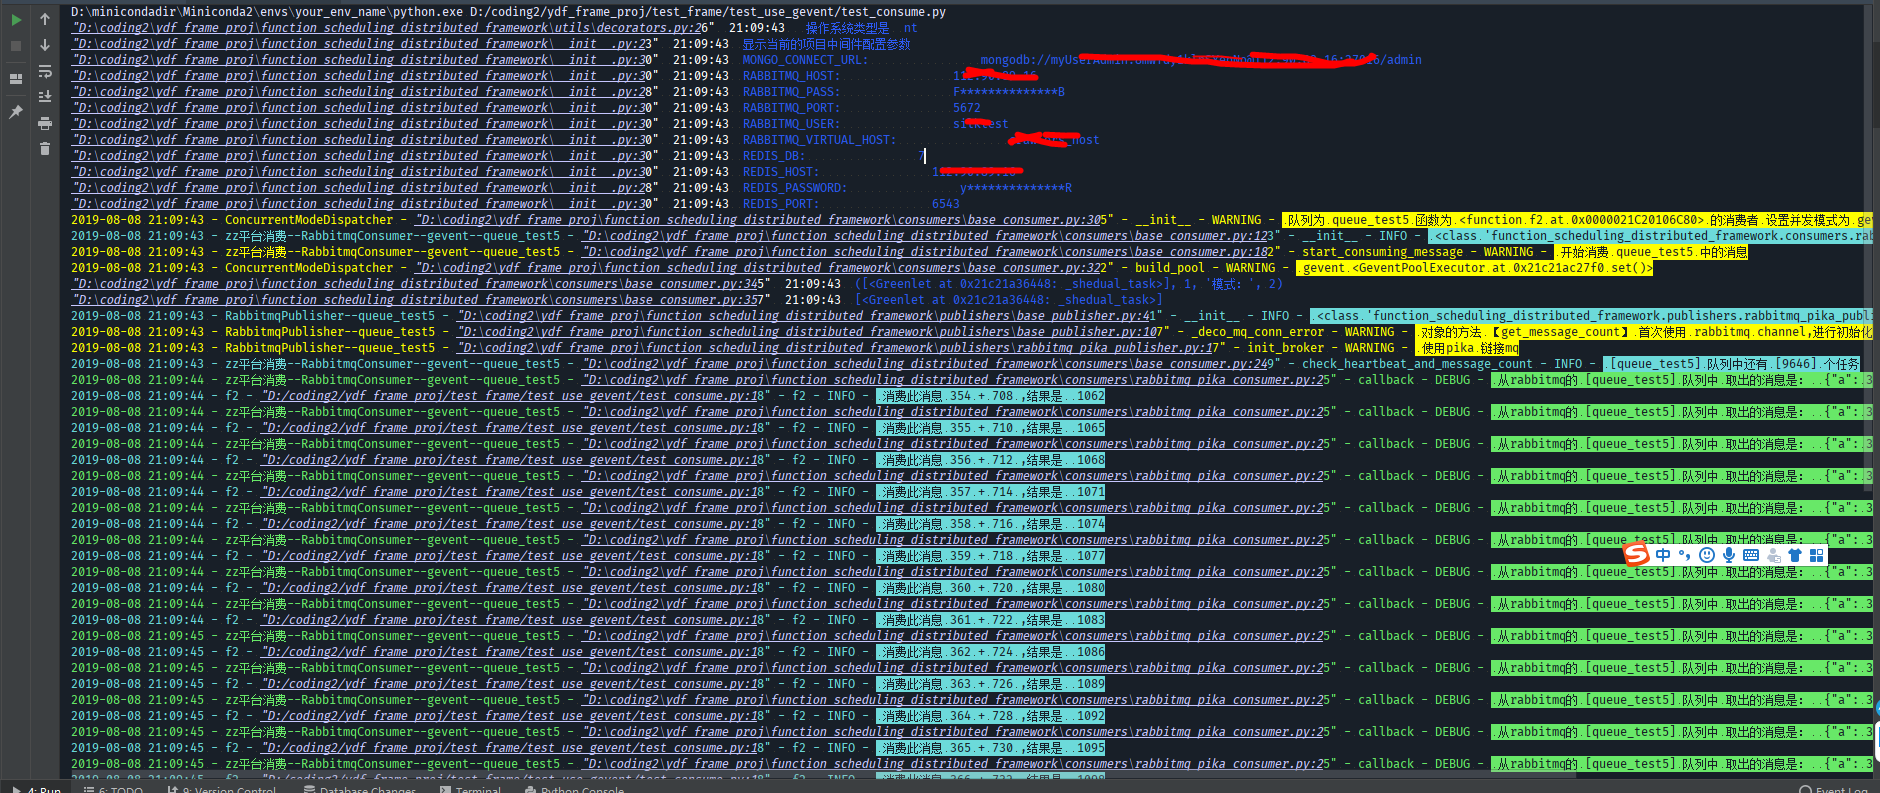 D:\minicondadir\Miniconda2\envs\your_env_name\python.exe D:/coding2/ydf_frame_proj/test_frame/test_use_gevent/test_consume.py
"D:\coding2\ydf_frame_proj\function_scheduling_distributed_framework\utils\decorators.py:26" 21:09:43 操作系统类型是 nt
"D:\coding2\ydf_frame_proj\function_scheduling_distributed_framework\__init__.py:23" 21:09:43 显示当前的项目中间件配置参数
"D:\coding2\ydf_frame_proj\function_scheduling_distributed_framework\__init__.py:30" 21:09:43 MONGO_CONNECT_URL: mongodb://myUserAdmin: /admin
"D:\coding2\ydf_frame_proj\function_scheduling_distributed_framework\__init__.py:30" 21:09:43 RABBITMQ_HOST:
"D:\coding2\ydf_frame_proj\function_scheduling_distributed_framework\__init__.py:28" 21:09:43 RABBITMQ_PASS: F**************B
"D:\coding2\ydf_frame_proj\function_scheduling_distributed_framework\__init__.py:30" 21:09:43 RABBITMQ_PORT: 5672
"D:\coding2\ydf_frame_proj\function_scheduling_distributed_framework\__init__.py:30" 21:09:43 RABBITMQ_USER:
"D:\coding2\ydf_frame_proj\function_scheduling_distributed_framework\__init__.py:30" 21:09:43 RABBITMQ_VIRTUAL_HOST: _host
"D:\coding2\ydf_frame_proj\function_scheduling_distributed_framework\__init__.py:30" 21:09:43 REDIS_DB: 7
"D:\coding2\ydf_frame_proj\function_scheduling_distributed_framework\__init__.py:30" 21:09:43 REDIS_HOST:
"D:\coding2\ydf_frame_proj\function_scheduling_distributed_framework\__init__.py:28" 21:09:43 REDIS_PASSWORD: y**************R
"D:\coding2\ydf_frame_proj\function_scheduling_distributed_framework\__init__.py:30" 21:09:43 REDIS_PORT: 6543
2019-08-08 21:09:43 - ConcurrentModeDispatcher - "D:\coding2\ydf_frame_proj\function_scheduling_distributed_framework\consumers\base_consumer.py:305" - __init__ - WARNING - 队列为 queue_test5 函数为 <function f2 at 0x0000021C20106C80> 的消费者 设置并发模式为 gev
2019-08-08 21:09:43 - zz平台消费--RabbitmqConsumer--gevent--queue_test5 - "D:\coding2\ydf_frame_proj\function_scheduling_distributed_framework\consumers\base_consumer.py:123" - __init__ - INFO - <class 'function_scheduling_distributed_framework.consumers.rab
2019-08-08 21:09:43 - zz平台消费--RabbitmqConsumer--gevent--queue_test5 - "D:\coding2\ydf_frame_proj\function_scheduling_distributed_framework\consumers\base_consumer.py:182" - start_consuming_message - WARNING - 开始消费 queue_test5 中的消息
2019-08-08 21:09:43 - ConcurrentModeDispatcher - "D:\coding2\ydf_frame_proj\function_scheduling_distributed_framework\consumers\base_consumer.py:322" - build_pool - WARNING - gevent <GeventPoolExecutor at 0x21c21ac27f0 set()>
"D:\coding2\ydf_frame_proj\function_scheduling_distributed_framework\consumers\base_consumer.py:345" 21:09:43 ([<Greenlet at 0x21c21a36448: _shedual_task>], 1, '模式: ', 2)
"D:\coding2\ydf_frame_proj\function_scheduling_distributed_framework\consumers\base_consumer.py:357" 21:09:43 [<Greenlet at 0x21c21a36448: _shedual_task>]
2019-08-08 21:09:43 - RabbitmqPublisher--queue_test5 - "D:\coding2\ydf_frame_proj\function_scheduling_distributed_framework\publishers\base_publisher.py:41" - __init__ - INFO - <class 'function_scheduling_distributed_framework.publishers.rabbitmq_pika_publi
2019-08-08 21:09:43 - RabbitmqPublisher--queue_test5 - "D:\coding2\ydf_frame_proj\function_scheduling_distributed_framework\publishers\base_publisher.py:107" - _deco_mq_conn_error - WARNING - 对象的方法 【get_message_count】 首次使用 rabbitmq channel,进行初始化
2019-08-08 21:09:43 - RabbitmqPublisher--queue_test5 - "D:\coding2\ydf_frame_proj\function_scheduling_distributed_framework\publishers\rabbitmq_pika_publisher.py:17" - init_broker - WARNING - 使用pika 链接mq
2019-08-08 21:09:43 - zz平台消费--RabbitmqConsumer--gevent--queue_test5 - "D:\coding2\ydf_frame_proj\function_scheduling_distributed_framework\consumers\base_consumer.py:249" - check_heartbeat_and_message_count - INFO - [queue_test5] 队列中还有 [9646] 个任务
2019-08-08 21:09:44 - zz平台消费--RabbitmqConsumer--gevent--queue_test5 - "D:\coding2\ydf_frame_proj\function_scheduling_distributed_framework\consumers\rabbitmq_pika_consumer.py:25" - callback - DEBUG - 从rabbitmq的 [queue_test5] 队列中 取出的消息是: {"a": 3
2019-08-08 21:09:44 - f2 - "D:/coding2/ydf_frame_proj/test_frame/test_use_gevent/test_consume.py:18" - f2 - INFO - 消费此消息 354 + 708 ,结果是 1062
2019-08-08 21:09:44 - zz平台消费--RabbitmqConsumer--gevent--queue_test5 - "D:\coding2\ydf_frame_proj\function_scheduling_distributed_framework\consumers\rabbitmq_pika_consumer.py:25" - callback - DEBUG - 从rabbitmq的 [queue_test5] 队列中 取出的消息是: {"a": 3
2019-08-08 21:09:44 - f2 - "D:/coding2/ydf_frame_proj/test_frame/test_use_gevent/test_consume.py:18" - f2 - INFO - 消费此消息 355 + 710 ,结果是 1065
2019-08-08 21:09:44 - zz平台消费--RabbitmqConsumer--gevent--queue_test5 - "D:\coding2\ydf_frame_proj\function_scheduling_distributed_framework\consumers\rabbitmq_pika_consumer.py:25" - callback - DEBUG - 从rabbitmq的 [queue_test5] 队列中 取出的消息是: {"a": 3
2019-08-08 21:09:44 - f2 - "D:/coding2/ydf_frame_proj/test_frame/test_use_gevent/test_consume.py:18" - f2 - INFO - 消费此消息 356 + 712 ,结果是 1068
2019-08-08 21:09:44 - zz平台消费--RabbitmqConsumer--gevent--queue_test5 - "D:\coding2\ydf_frame_proj\function_scheduling_distributed_framework\consumers\rabbitmq_pika_consumer.py:25" - callback - DEBUG - 从rabbitmq的 [queue_test5] 队列中 取出的消息是: {"a": 3
2019-08-08 21:09:44 - f2 - "D:/coding2/ydf_frame_proj/test_frame/test_use_gevent/test_consume.py:18" - f2 - INFO - 消费此消息 357 + 714 ,结果是 1071
2019-08-08 21:09:44 - zz平台消费--RabbitmqConsumer--gevent--queue_test5 - "D:\coding2\ydf_frame_proj\function_scheduling_distributed_framework\consumers\rabbitmq_pika_consumer.py:25" - callback - DEBUG - 从rabbitmq的 [queue_test5] 队列中 取出的消息是: {"a": 3
2019-08-08 21:09:44 - f2 - "D:/coding2/ydf_frame_proj/test_frame/test_use_gevent/test_consume.py:18" - f2 - INFO - 消费此消息 358 + 716 ,结果是 1074
2019-08-08 21:09:44 - zz平台消费--RabbitmqConsumer--gevent--queue_test5 - "D:\coding2\ydf_frame_proj\function_scheduling_distributed_framework\consumers\rabbitmq_pika_consumer.py:25" - callback - DEBUG - 从rabbitmq的 [queue_test5] 队列中 取出的消息是: {"a": 3
2019-08-08 21:09:44 - f2 - "D:/coding2/ydf_frame_proj/test_frame/test_use_gevent/test_consume.py:18" - f2 - INFO - 消费此消息 359 + 718 ,结果是 1077
2019-08-08 21:09:44 - zz平台消费--RabbitmqConsumer--gevent--queue_test5 - "D:\coding2\ydf_frame_proj\function_scheduling_distributed_framework\consumers\rabbitmq_pika_consumer.py:25" - callback - DEBUG - 从rabbitmq的 [queue_test5] 队列中 取出的消息是: {"a": 3
2019-08-08 21:09:44 - f2 - "D:/coding2/ydf_frame_proj/test_frame/test_use_gevent/test_consume.py:18" - f2 - INFO - 消费此消息 360 + 720 ,结果是 1080
2019-08-08 21:09:44 - zz平台消费--RabbitmqConsumer--gevent--queue_test5 - "D:\coding2\ydf_frame_proj\function_scheduling_distributed_framework\consumers\rabbitmq_pika_consumer.py:25" - callback - DEBUG - 从rabbitmq的 [queue_test5] 队列中 取出的消息是: {"a": 3
2019-08-08 21:09:44 - f2 - "D:/coding2/ydf_frame_proj/test_frame/test_use_gevent/test_consume.py:18" - f2 - INFO - 消费此消息 361 + 722 ,结果是 1083
2019-08-08 21:09:45 - zz平台消费--RabbitmqConsumer--gevent--queue_test5 - "D:\coding2\ydf_frame_proj\function_scheduling_distributed_framework\consumers\rabbitmq_pika_consumer.py:25" - callback - DEBUG - 从rabbitmq的 [queue_test5] 队列中 取出的消息是: {"a": 3
2019-08-08 21:09:45 - f2 - "D:/coding2/ydf_frame_proj/test_frame/test_use_gevent/test_consume.py:18" - f2 - INFO - 消费此消息 362 + 724 ,结果是 1086
2019-08-08 21:09:45 - zz平台消费--RabbitmqConsumer--gevent--queue_test5 - "D:\coding2\ydf_frame_proj\function_scheduling_distributed_framework\consumers\rabbitmq_pika_consumer.py:25" - callback - DEBUG - 从rabbitmq的 [queue_test5] 队列中 取出的消息是: {"a": 3
2019-08-08 21:09:45 - f2 - "D:/coding2/ydf_frame_proj/test_frame/test_use_gevent/test_consume.py:18" - f2 - INFO - 消费此消息 363 + 726 ,结果是 1089
2019-08-08 21:09:45 - zz平台消费--RabbitmqConsumer--gevent--queue_test5 - "D:\coding2\ydf_frame_proj\function_scheduling_distributed_framework\consumers\rabbitmq_pika_consumer.py:25" - callback - DEBUG - 从rabbitmq的 [queue_test5] 队列中 取出的消息是: {"a": 3
2019-08-08 21:09:45 - f2 - "D:/coding2/ydf_frame_proj/test_frame/test_use_gevent/test_consume.py:18" - f2 - INFO - 消费此消息 364 + 728 ,结果是 1092
2019-08-08 21:09:45 - zz平台消费--RabbitmqConsumer--gevent--queue_test5 - "D:\coding2\ydf_frame_proj\function_scheduling_distributed_framework\consumers\rabbitmq_pika_consumer.py:25" - callback - DEBUG - 从rabbitmq的 [queue_test5] 队列中 取出的消息是: {"a": 3
2019-08-08 21:09:45 - f2 - "D:/coding2/ydf_frame_proj/test_frame/test_use_gevent/test_consume.py:18" - f2 - INFO - 消费此消息 365 + 730 ,结果是 1095
2019-08-08 21:09:45 - zz平台消费--RabbitmqConsumer--gevent--queue_test5 - "D:\coding2\ydf_frame_proj\function_scheduling_distributed_framework\consumers\rabbitmq_pika_consumer.py:25" - callback - DEBUG - 从rabbitmq的 [queue_test5] 队列中 取出的消息是: {"a": 3
4: Run 6: TODO 9: Version Control Database Changes Terminal Python Console Event Log